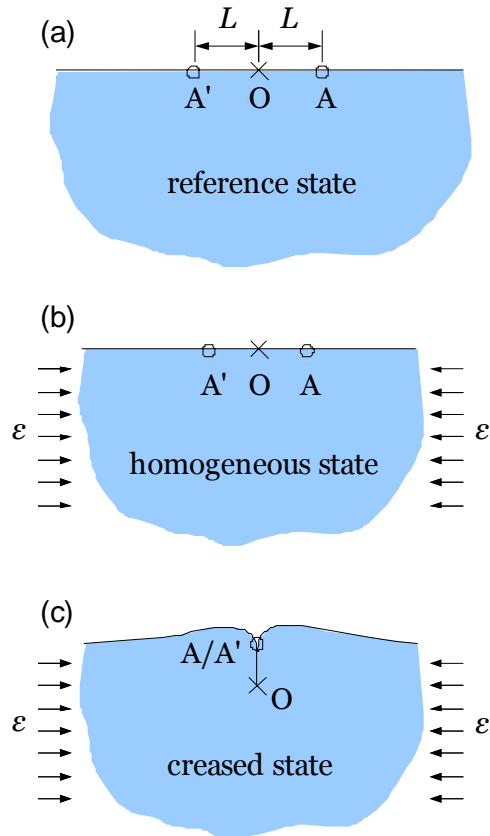 (a)
L L
A' O A
reference state
(b)
A' O A
ε ε
homogeneous state
(c)
A/A'
O
ε ε
creased state